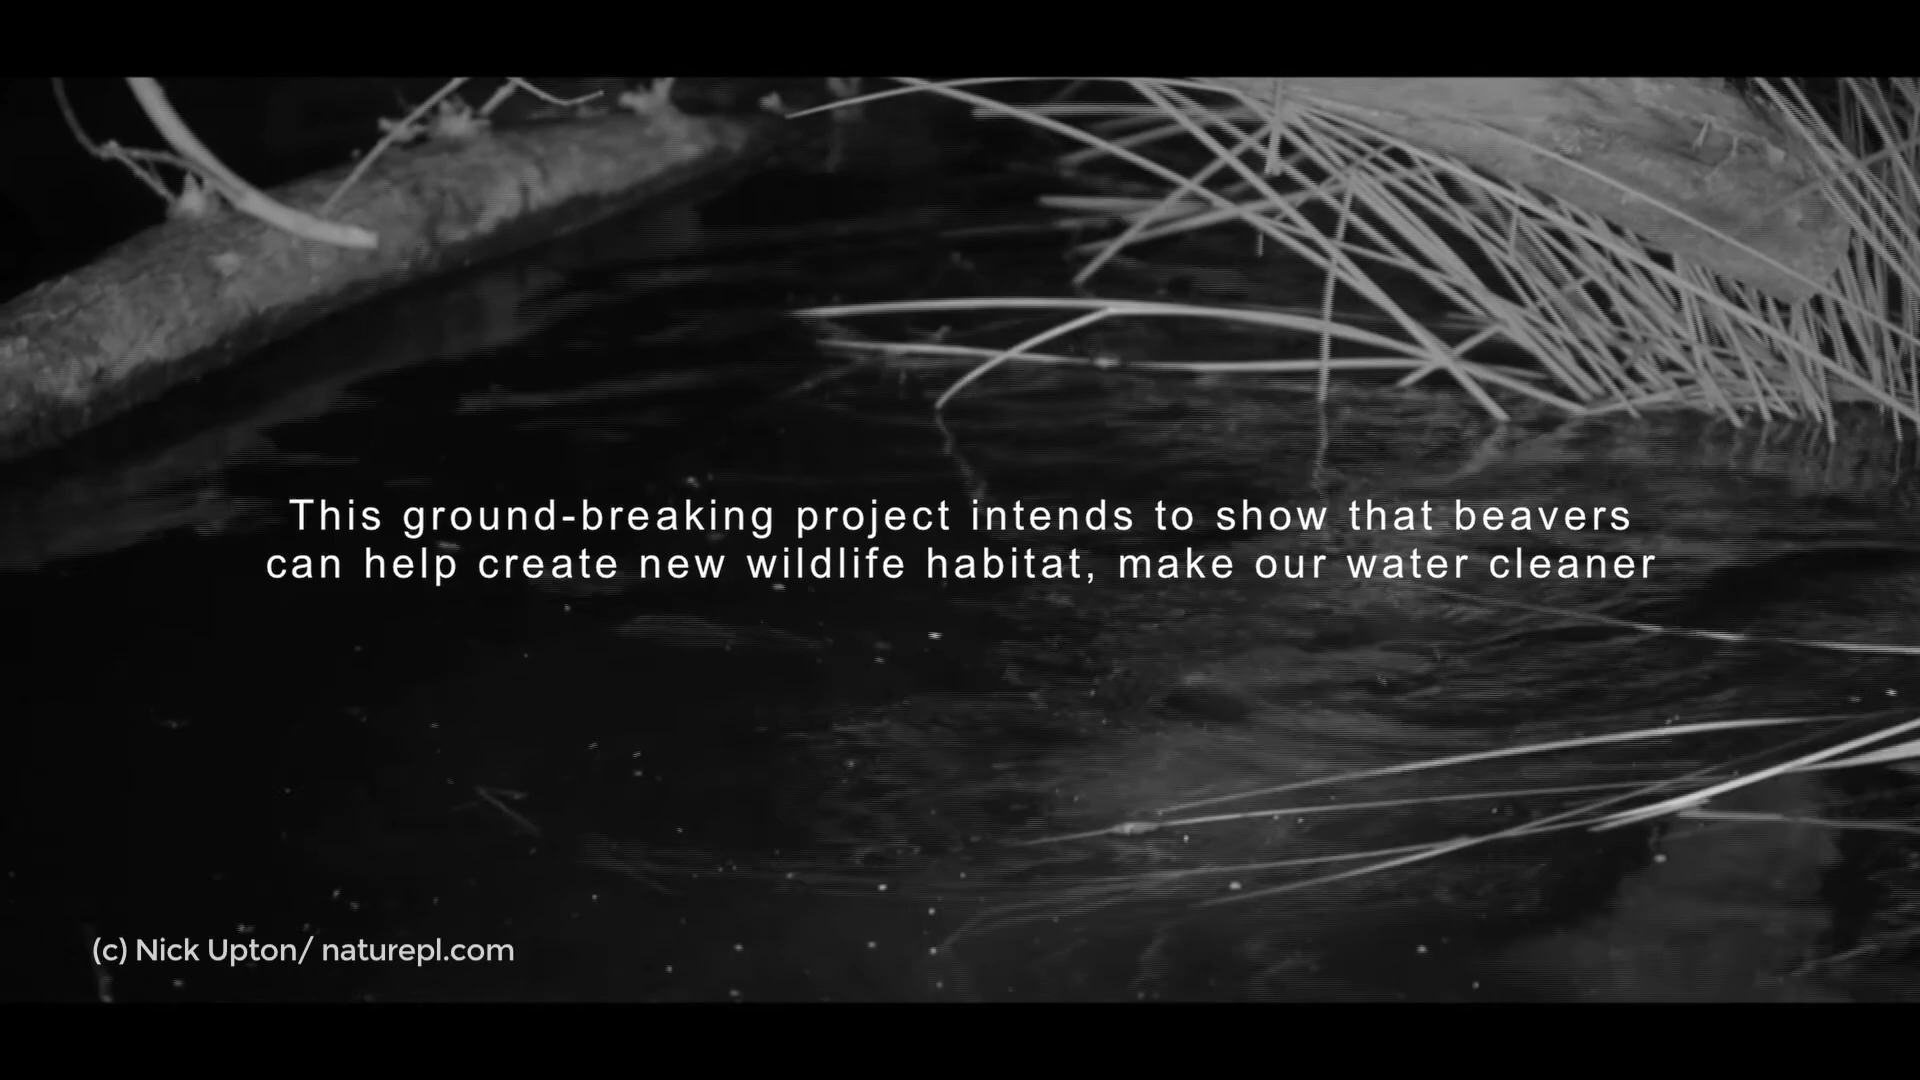 This ground-breaking project intends to show that beavers
can help create new wildlife habitat, make our water cleaner
(c) Nick Upton/ naturepl.com